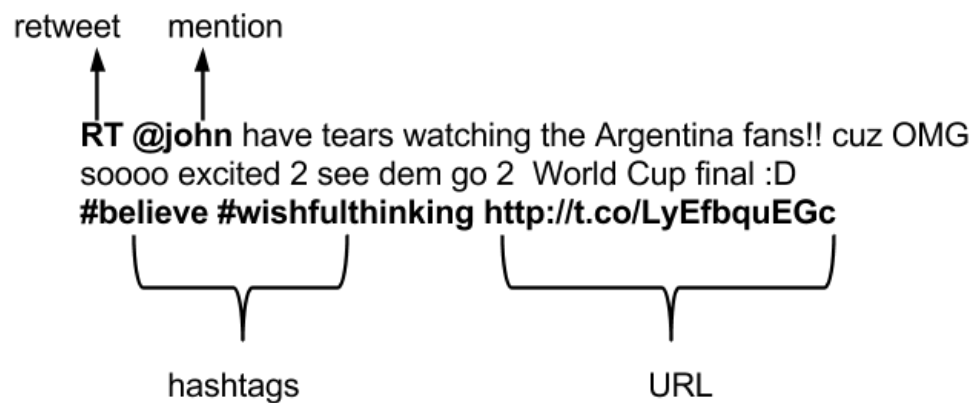 retweet mention
RT @john have tears watching the Argentina fans!! cuz OMG
soooo excited 2 see dem go 2 World Cup final :D
#believe #wishfulthinking http://t.co/LyEfbquEGc
hashtags URL